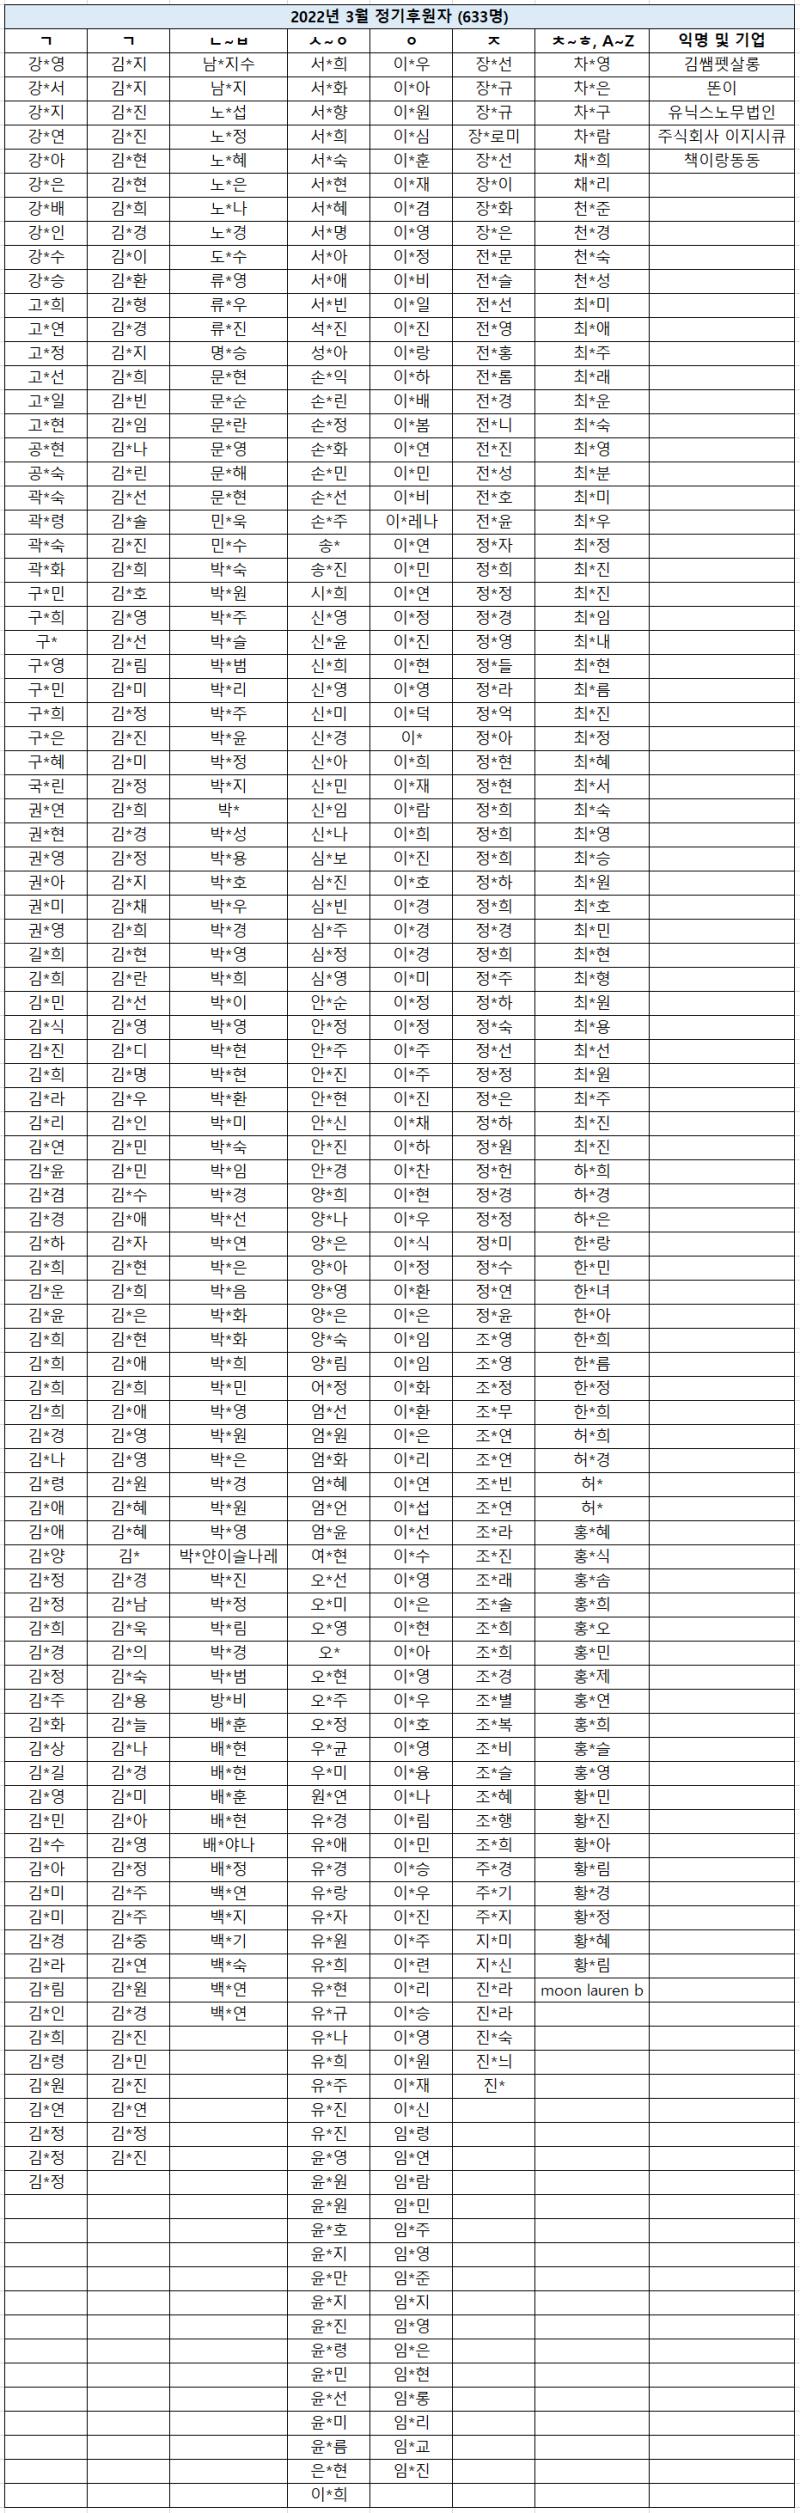 2022년 3월 정기후원자 (633명)
ㄱ ㄱ ㄴ~ㅂ ㅅ~ㅇ ㅇ ㅈ ㅊ~ㅎ, A~Z 익명 및 기업
강*영 김*지 남*지수 서*희 이*우 장*선 차*영 김쌤펫살롱
강*서 김*지 남*지 서*화 이*아 장*규 차*은 똔이
강*지 김*진 노*섭 서*향 이*원 장*규 차*구 유닉스노무법인
강*연 김*진 노*정 서*희 이*심 장*로미 차*람 주식회사 이지시큐
강*아 김*현 노*혜 서*숙 이*훈 장*선 채*희 책이랑동동
강*은 김*현 노*은 서*현 이*재 장*이 채*리
강*배 김*희 노*나 서*혜 이*겸 장*화 천*준
강*인 김*경 노*경 서*명 이*영 장*은 천*경
강*수 김*이 도*수 서*아 이*정 전*문 천*숙
강*승 김*환 류*영 서*애 이*비 전*슬 천*성
고*희 김*형 류*우 서*빈 이*일 전*선 최*미
고*연 김*경 류*진 석*진 이*진 전*영 최*애
고*정 김*지 명*승 성*아 이*랑 전*홍 최*주
고*선 김*희 문*현 손*익 이*하 전*롬 최*래
고*일 김*빈 문*순 손*린 이*배 전*경 최*운
고*현 김*임 문*란 손*정 이*봄 전*니 최*숙
공*현 김*나 문*영 손*화 이*연 전*진 최*영
공*숙 김*린 문*해 손*민 이*민 전*성 최*분
곽*숙 김*선 문*현 손*선 이*비 전*호 최*미
곽*령 김*솔 민*욱 손*주 이*레나 전*윤 최*우
곽*숙 김*진 민*수 송* 이*연 정*자 최*정
곽*화 김*희 박*숙 송*진 이*민 정*희 최*진
구*민 김*호 박*원 시*희 이*연 정*정 최*진
구*희 김*영 박*주 신*영 이*정 정*경 최*임
구* 김*선 박*슬 신*윤 이*진 정*영 최*내
구*영 김*림 박*범 신*희 이*현 정*들 최*현
구*민 김*미 박*리 신*영 이*영 정*라 최*름
구*희 김*정 박*주 신*미 이*덕 정*억 최*진
구*은 김*진 박*윤 신*경 이* 정*아 최*정
구*혜 김*미 박*정 신*아 이*희 정*현 최*혜
국*린 김*정 박*지 신*민 이*재 정*현 최*서
권*연 김*희 박* 신*임 이*람 정*희 최*숙
권*현 김*경 박*성 신*나 이*희 정*희 최*영
권*영 김*정 박*용 심*보 이*진 정*희 최*승
권*아 김*지 박*호 심*진 이*호 정*하 최*원
권*미 김*채 박*우 심*빈 이*경 정*희 최*호
권*영 김*희 박*경 심*주 이*경 정*경 최*민
길*희 김*현 박*영 심*정 이*경 정*희 최*현
김*희 김*란 박*희 심*영 이*미 정*주 최*형
김*민 김*선 박*이 안*순 이*정 정*하 최*원
김*식 김*영 박*영 안*정 이*정 정*숙 최*용
김*진 김*디 박*현 안*주 이*주 정*선 최*선
김*희 김*명 박*현 안*진 이*주 정*정 최*원
김*라 김*우 박*환 안*현 이*진 정*은 최*주
김*리 김*인 박*미 안*신 이*채 정*하 최*진
김*연 김*민 박*숙 안*진 이*하 정*원 최*진
김*윤 김*민 박*임 안*경 이*찬 정*헌 하*희
김*겸 김*수 박*경 양*희 이*현 정*경 하*경
김*경 김*애 박*선 양*나 이*우 정*정 하*은
김*하 김*자 박*연 양*은 이*식 정*미 한*랑
김*희 김*현 박*은 양*아 이*정 정*수 한*민
김*운 김*희 박*음 양*영 이*환 정*연 한*녀
김*윤 김*은 박*화 양*은 이*은 정*윤 한*아
김*희 김*현 박*화 양*숙 이*임 조*영 한*희
김*희 김*애 박*희 양*림 이*임 조*영 한*름
김*희 김*희 박*민 어*정 이*화 조*정 한*정
김*희 김*애 박*영 엄*선 이*환 조*무 한*희
김*경 김*영 박*원 엄*원 이*은 조*연 허*희
김*나 김*영 박*은 엄*화 이*리 조*연 허*경
김*령 김*원 박*경 엄*혜 이*연 조*빈 허*
김*애 김*혜 박*원 엄*언 이*섭 조*연 허*
김*애 김*혜 박*영 엄*윤 이*선 조*라 홍*혜
김*양 김* 박*얀이슬나레 여*현 이*수 조*진 홍*식
김*정 김*경 박*진 오*선 이*영 조*래 홍*솜
김*정 김*남 박*정 오*미 이*은 조*솔 홍*희
김*희 김*욱 박*림 오*영 이*현 조*희 홍*오
김*경 김*의 박*경 오* 이*아 조*희 홍*민
김*정 김*숙 박*범 오*현 이*영 조*경 홍*제
김*주 김*용 방*비 오*주 이*우 조*별 홍*연
김*화 김*늘 배*훈 오*정 이*호 조*복 홍*희
김*상 김*나 배*현 우*균 이*영 조*비 홍*슬
김*길 김*경 배*현 우*미 이*융 조*슬 홍*영
김*영 김*미 배*훈 원*연 이*나 조*혜 황*민
김*민 김*아 배*현 유*경 이*림 조*행 황*진
김*수 김*영 배*야나 유*애 이*민 조*희 황*아
김*아 김*정 배*정 유*경 이*승 주*경 황*림
김*미 김*주 백*연 유*랑 이*우 주*기 황*경
김*미 김*주 백*지 유*자 이*진 주*지 황*정
김*경 김*중 백*기 유*원 이*주 지*미 황*혜
김*라 김*연 백*숙 유*희 이*련 지*신 황*림
김*림 김*원 백*연 유*현 이*리 진*라 moon lauren b
김*인 김*경 백*연 유*규 이*승 진*라
김*희 김*진 유*나 이*영 진*숙
김*령 김*민 유*희 이*원 진*늬
김*원 김*진 유*주 이*재 진*
김*연 김*연 유*진 이*신
김*정 김*정 유*진 임*령
김*정 김*진 윤*영 임*연
김*정 윤*원 임*람
윤*원 임*민
윤*호 임*주
윤*지 임*영
윤*만 임*준
윤*지 임*지
윤*진 임*영
윤*령 임*은
윤*민 임*현
윤*선 임*롱
윤*미 임*리
윤*름 임*교
은*현 임*진
이*희